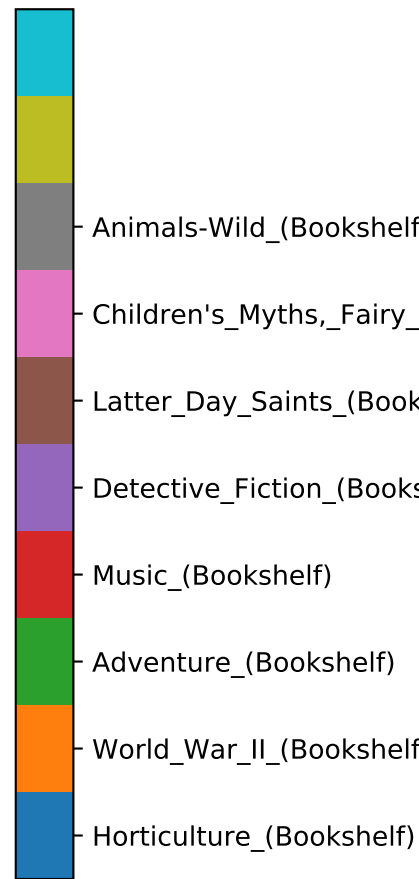 Animals-Wild_(Bookshelf
Children's_Myths,_Fairy_
Latter_Day_Saints_(Book
Detective_Fiction_(Books
Music_(Bookshelf)
Adventure_(Bookshelf)
World_War_II_(Bookshelf
Horticulture_(Bookshelf)